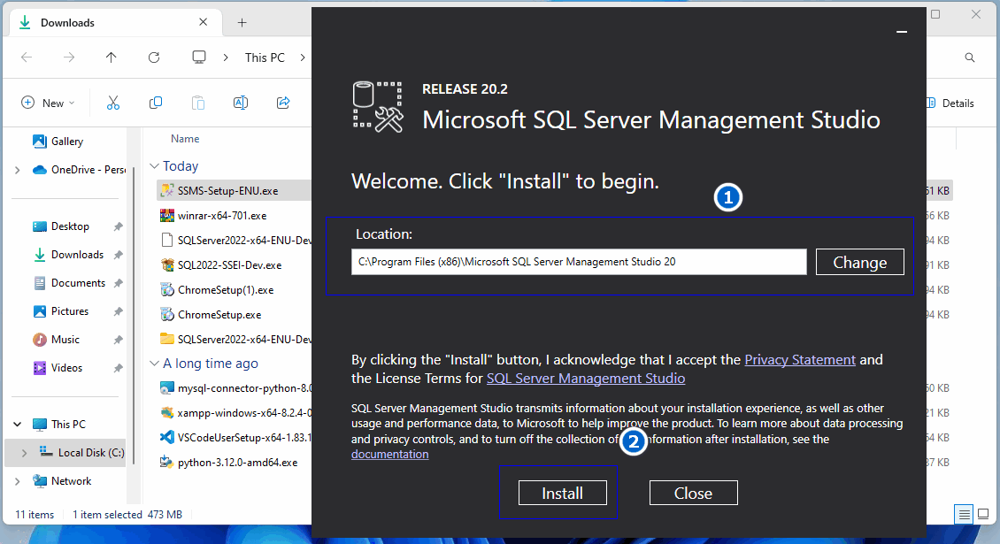 Downloads
This PC
New
Details
Gallery
OneDrive - Pers
Desktop
Downloads
Documents
Pictures
Music
Videos
This PC
Local Disk (C:)
Network
Name
Today
SSMS-Setup-ENU.exe
winrar-x64-701.exe
SQLServer2022-x64-ENU-Dev
SQL2022-SSEI-Dev.exe
ChromeSetup(1).exe
ChromeSetup.exe
SQLServer2022-x64-ENU-Dev
A long time ago
mysql-connector-python-8.0
xampp-windows-x64-8.2.4-0
VSCodeUserSetup-x64-1.83.1
python-3.12.0-amd64.exe
RELEASE 20.2
Microsoft SQL Server Management Studio
Welcome. Click "Install" to begin.
1
Location:
C:\Program Files (x86)\Microsoft SQL Server Management Studio 20
Change
By clicking the "Install" button, I acknowledge that I accept the Privacy Statement and
the License Terms for SQL Server Management Studio
SQL Server Management Studio transmits information about your installation experience, as well as other
usage and performance data, to Microsoft to help improve the product. To learn more about data processing
and privacy controls, and to turn off the collection of information after installation, see the
documentation
2
Install
Close
51 KB
56 KB
94 KB
91 KB
94 KB
94 KB
50 KB
21 KB
54 KB
37 KB
11 items
1 item selected 473 MB